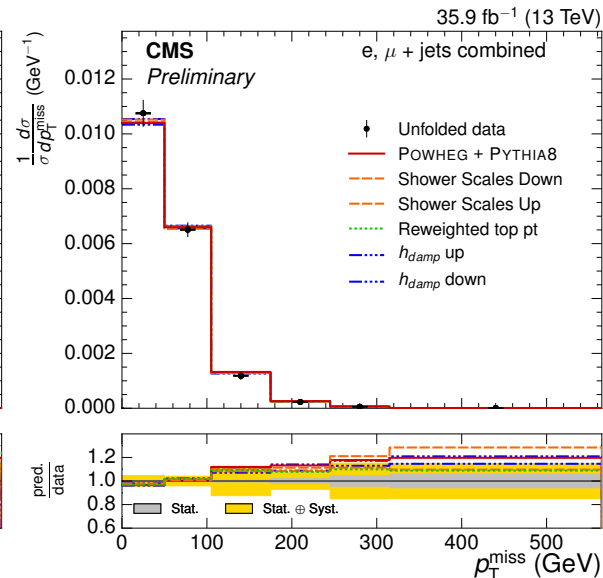 35.9 fb⁻¹ (13 TeV)
CMS
Preliminary
e, μ + jets combined
1/σ dσ/dp_T^miss (GeV⁻¹)
0.012
0.010
0.008
0.006
0.004
0.002
0.000
Unfolded data
POWHEG + PYTHIA8
Shower Scales Down
Shower Scales Up
Reweighted top pt
h_damp up
h_damp down
pred./data
1.2
1.0
0.8
0.6
Stat.
Stat. ⊕ Syst.
0 100 200 300 400 500
p_T^miss (GeV)